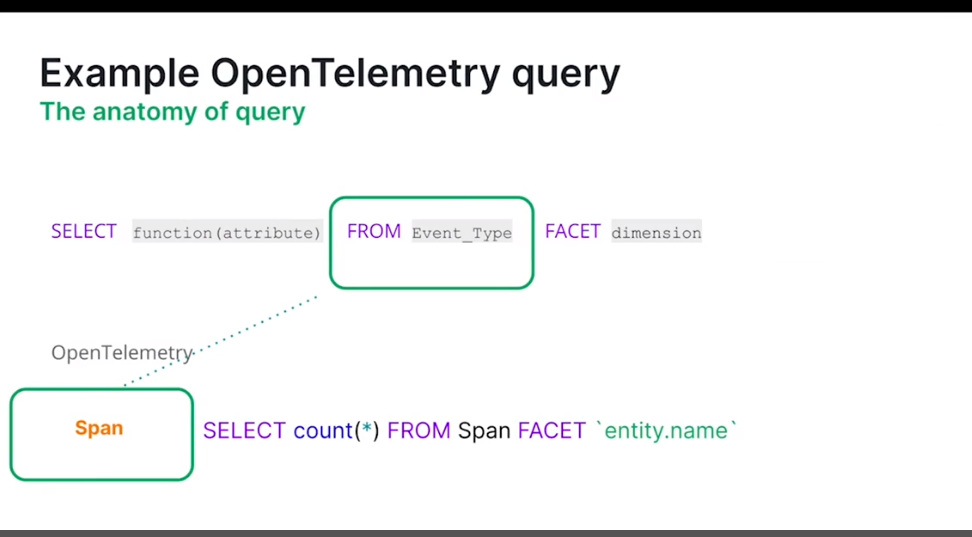 Example OpenTelemetry query
The anatomy of query
SELECT function(attribute) FROM Event_Type FACET dimension
OpenTelemetry
Span
SELECT count(*) FROM Span FACET `entity.name`